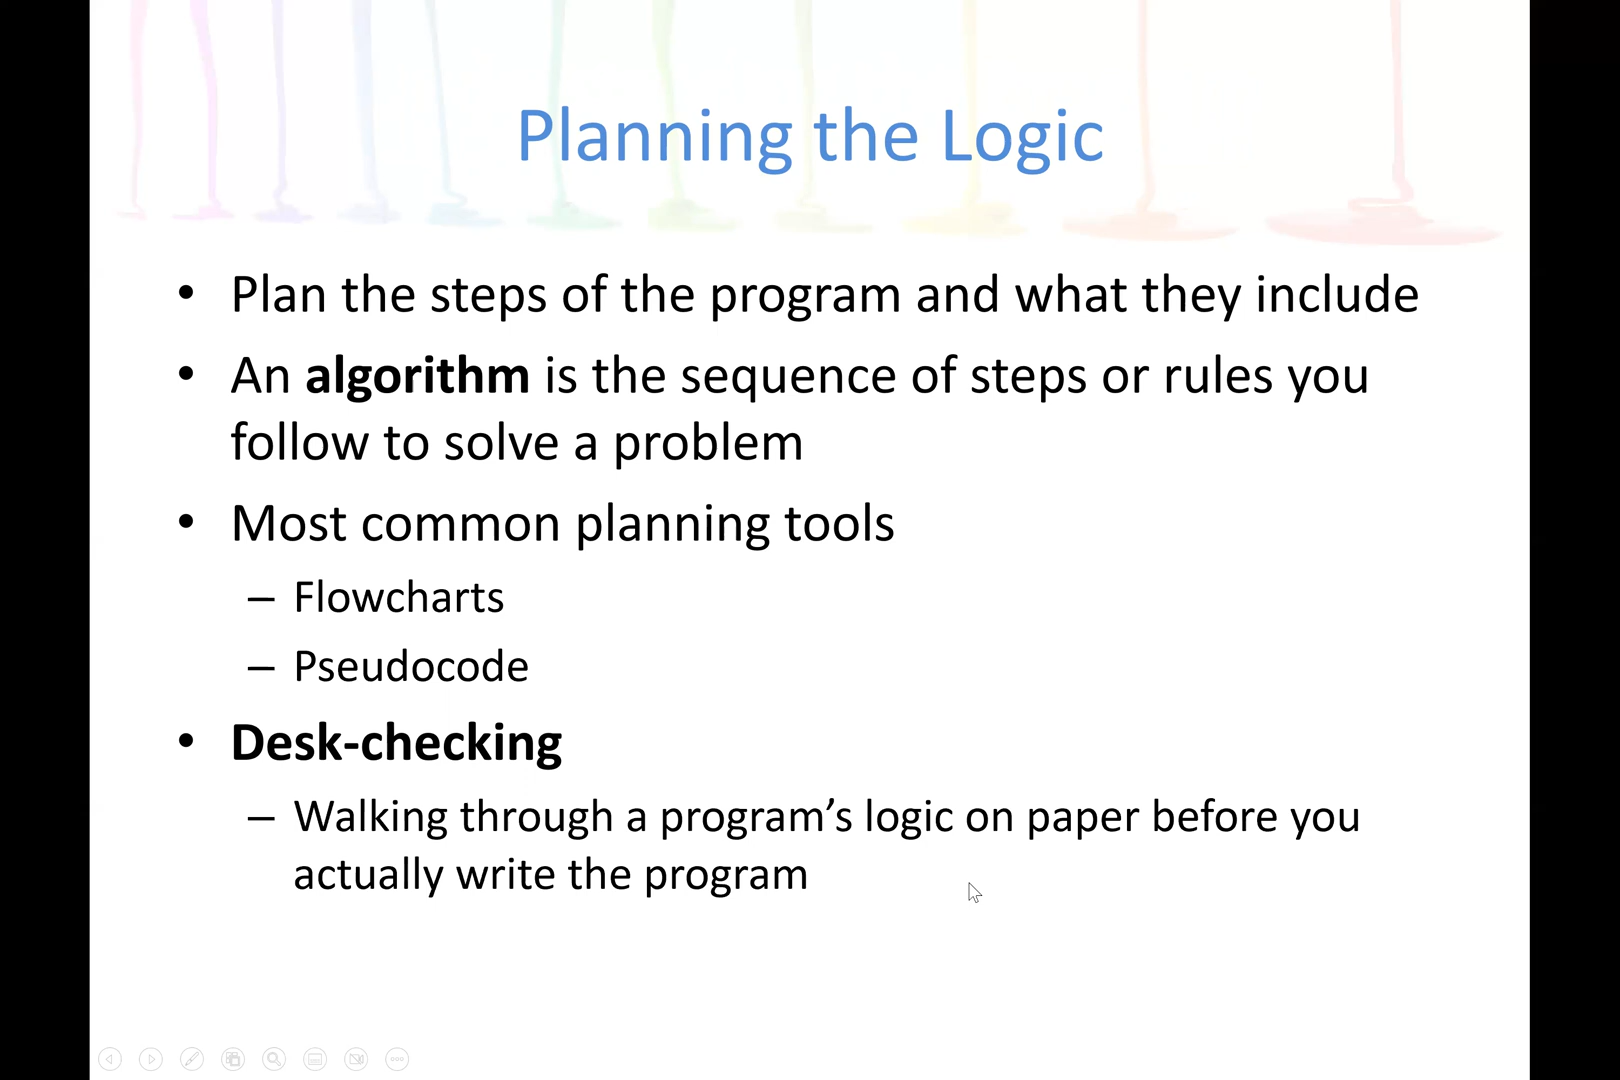 Planning the Logic
• Plan the steps of the program and what they include
• An algorithm is the sequence of steps or rules you
follow to solve a problem
• Most common planning tools
– Flowcharts
– Pseudocode
• Desk-checking
– Walking through a program’s logic on paper before you
actually write the program